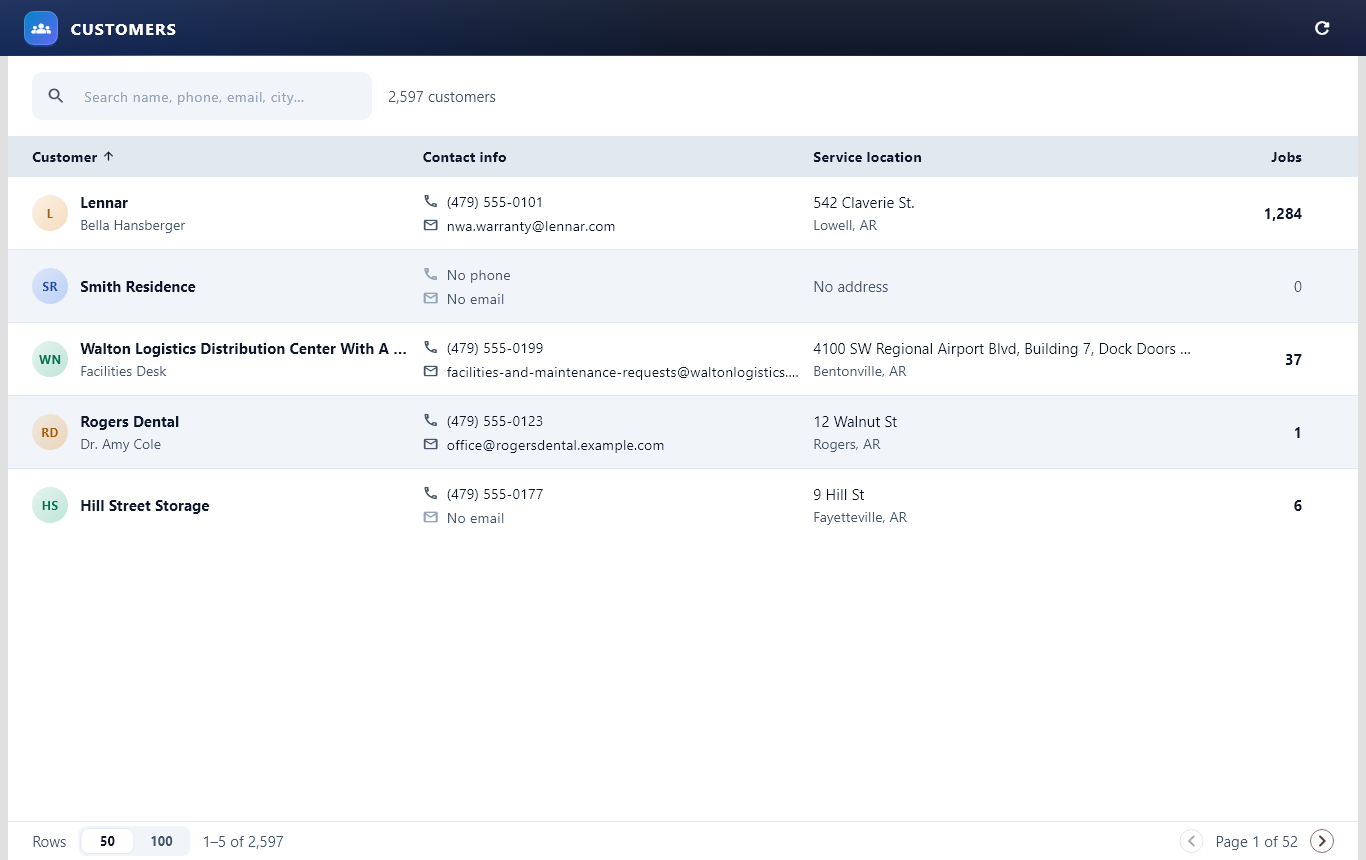 CUSTOMERS
Search name, phone, email, city...
2,597 customers
Customer ↑ Contact info Service location Jobs
L Lennar (479) 555-0101 542 Claverie St. 1,284
Bella Hansberger nwa.warranty@lennar.com Lowell, AR
SR Smith Residence No phone No address 0
No email
WN Walton Logistics Distribution Center With A ... (479) 555-0199 4100 SW Regional Airport Blvd, Building 7, Dock Doors ... 37
Facilities Desk facilities-and-maintenance-requests@waltonlogistics.... Bentonville, AR
RD Rogers Dental (479) 555-0123 12 Walnut St 1
Dr. Amy Cole office@rogersdental.example.com Rogers, AR
HS Hill Street Storage (479) 555-0177 9 Hill St 6
No email Fayetteville, AR
Rows 50 100 1–5 of 2,597 Page 1 of 52